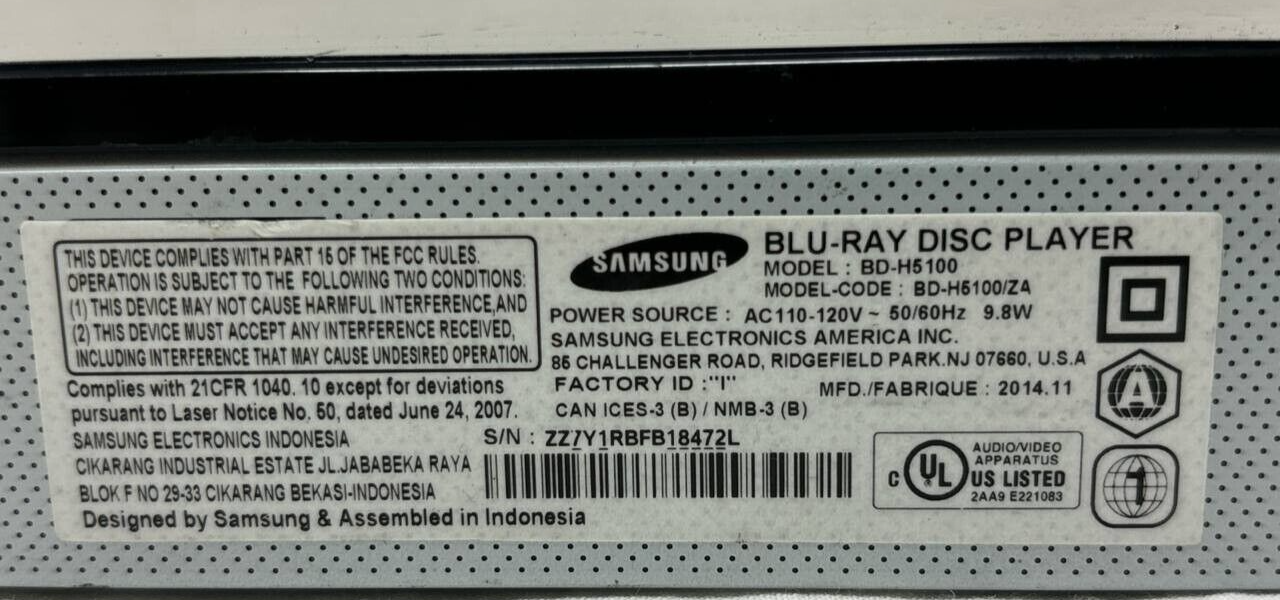 THIS DEVICE COMPLIES WITH PART 15 OF THE FCC RULES.
OPERATION IS SUBJECT TO THE FOLLOWING TWO CONDITIONS:
(1) THIS DEVICE MAY NOT CAUSE HARMFUL INTERFERENCE,AND
(2) THIS DEVICE MUST ACCEPT ANY INTERFERENCE RECEIVED,
INCLUDING INTERFERENCE THAT MAY CAUSE UNDESIRED OPERATION.
Complies with 21CFR 1040. 10 except for deviations
pursuant to Laser Notice No. 50, dated June 24, 2007.
SAMSUNG ELECTRONICS INDONESIA
CIKARANG INDUSTRIAL ESTATE JL.JABABEKA RAYA
BLOK F NO 29-33 CIKARANG BEKASI-INDONESIA
Designed by Samsung & Assembled in Indonesia
SAMSUNG
BLU-RAY DISC PLAYER
MODEL : BD-H5100
MODEL-CODE : BD-H5100/ZA
POWER SOURCE : AC110-120V ~ 50/60Hz 9.8W
SAMSUNG ELECTRONICS AMERICA INC.
85 CHALLENGER ROAD, RIDGEFIELD PARK.NJ 07660, U.S.A
FACTORY ID :"I"
MFD./FABRIQUE : 2014.11
CAN ICES-3 (B) / NMB-3 (B)
S/N : ZZ7Y1RBFB18472L
C UL US LISTED
AUDIO/VIDEO
APPARATUS
2AA9 E221083
A
1